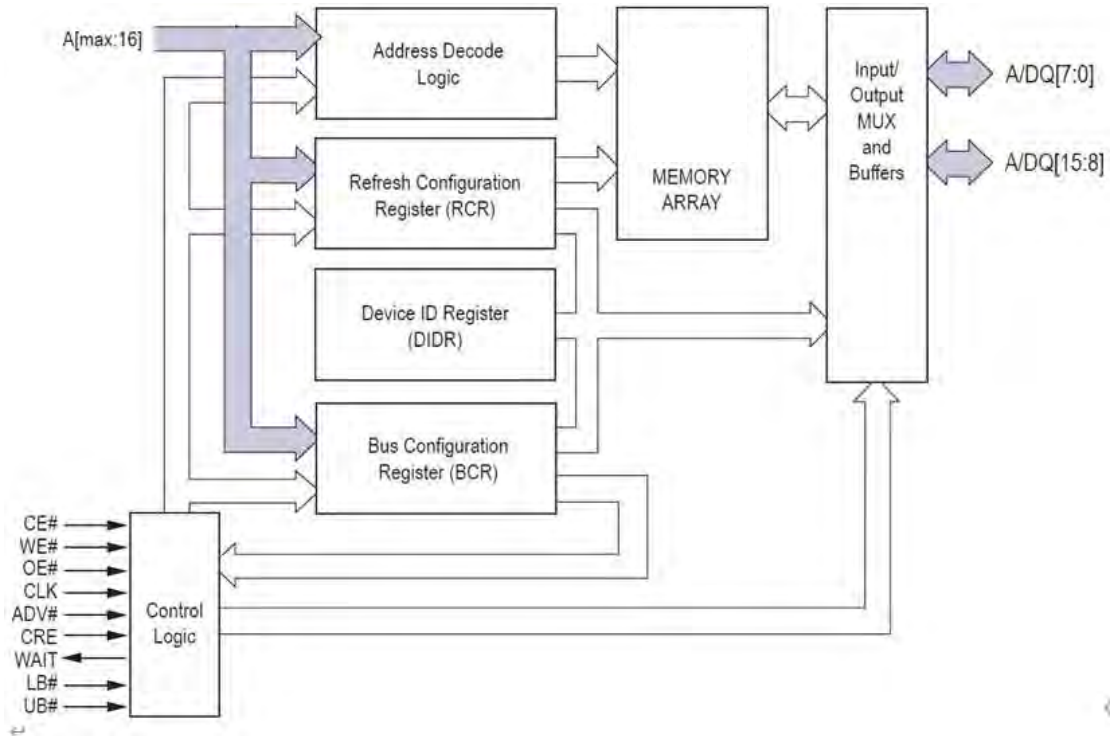 A[max:16]
Address Decode
Logic
Input/
Output
MUX
and
Buffers
A/DQ[7:0]
A/DQ[15:8]
Refresh Configuration
Register (RCR)
MEMORY
ARRAY
Device ID Register
(DIDR)
Bus Configuration
Register (BCR)
CE#
WE#
OE#
CLK
ADV#
CRE
WAIT
LB#
UB#
Control
Logic